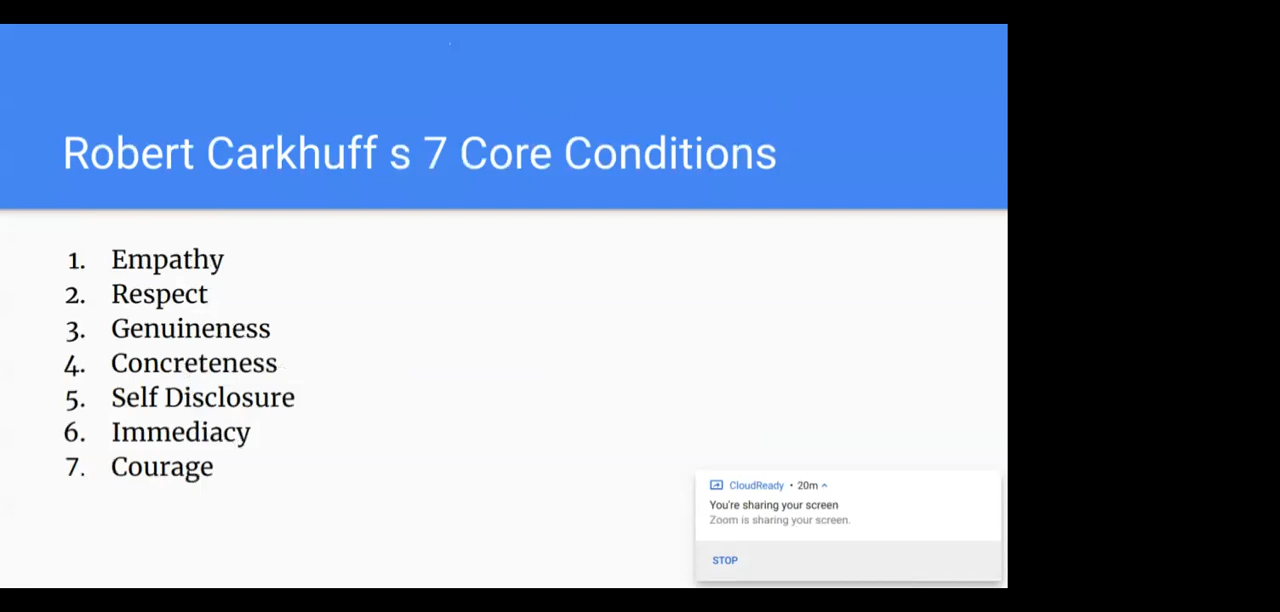 Robert Carkhuff s 7 Core Conditions
1. Empathy
2. Respect
3. Genuineness
4. Concreteness
5. Self Disclosure
6. Immediacy
7. Courage
CloudReady • 20m
You're sharing your screen
Zoom is sharing your screen.
STOP